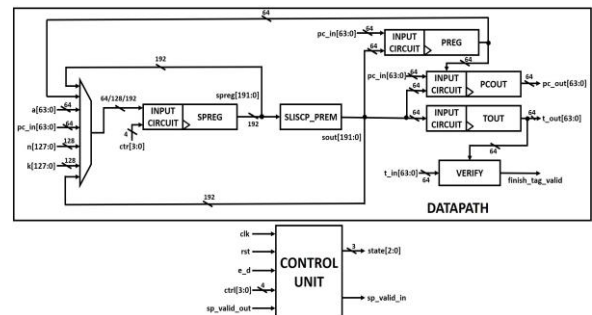 64
pc_in[63:0]
64
INPUT
CIRCUIT
PREG
64
192
spreg[191:0]
pc_in[63:0]
64
INPUT
CIRCUIT
PCOUT
64
pc_out[63:0]
64/128/192
a[63:0]
64
pc_in[63:0]
64
n[127:0]
128
k[127:0]
128
INPUT
CIRCUIT
SPREG
192
4
ctr[3:0]
SLISCP_PREM
sout[191:0]
64
INPUT
CIRCUIT
TOUT
64
t_out[63:0]
64
192
t_in[63:0]
64
VERIFY
finish_tag_valid
DATAPATH
clk
rst
e_d
ctrl[3:0]
4
sp_valid_out
CONTROL
UNIT
3
state[2:0]
sp_valid_in